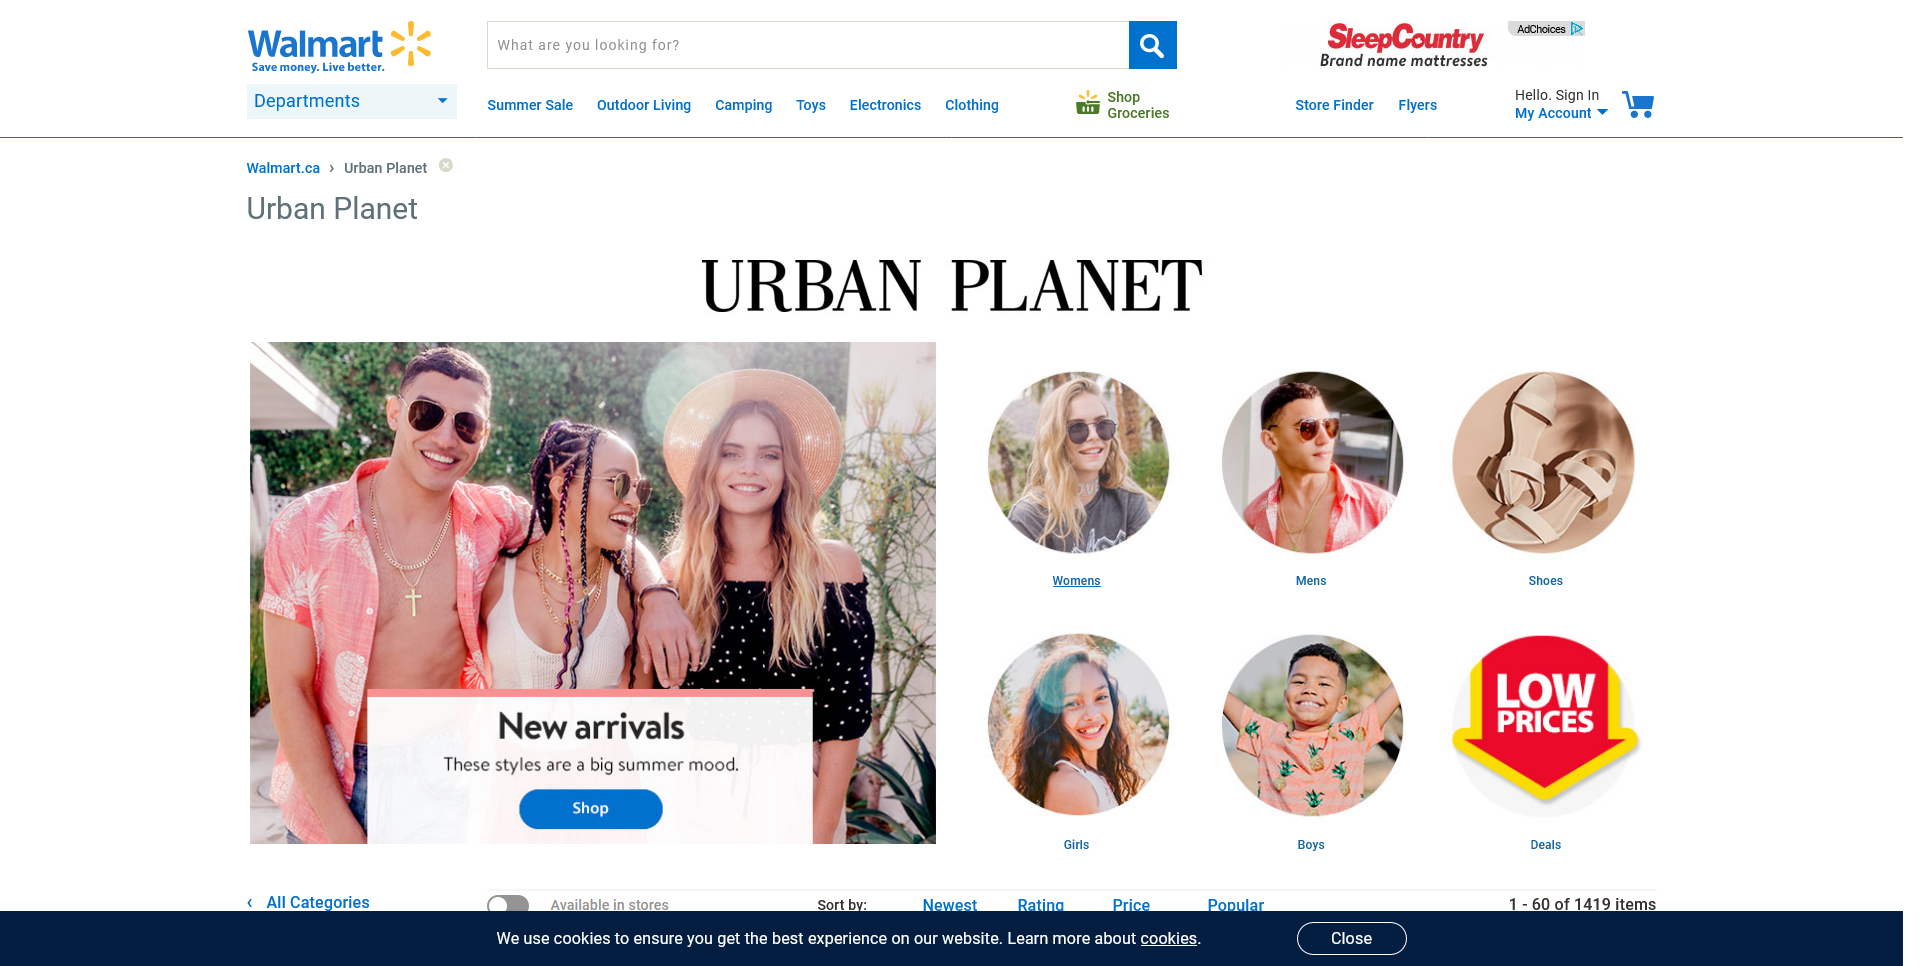 Walmart
Save money. Live better.
What are you looking for?
SleepCountry
Brand name mattresses
AdChoices
Departments
Summer Sale
Outdoor Living
Camping
Toys
Electronics
Clothing
Shop
Groceries
Store Finder
Flyers
Hello. Sign In
My Account
Walmart.ca › Urban Planet
Urban Planet
URBAN PLANET
New arrivals
These styles are a big summer mood.
Shop
Womens
Mens
Shoes
LOW
PRICES
Girls
Boys
Deals
‹ All Categories
Available in stores
Sort by:
Newest
Rating
Price
Popular
1 - 60 of 1419 items
We use cookies to ensure you get the best experience on our website. Learn more about cookies.
Close